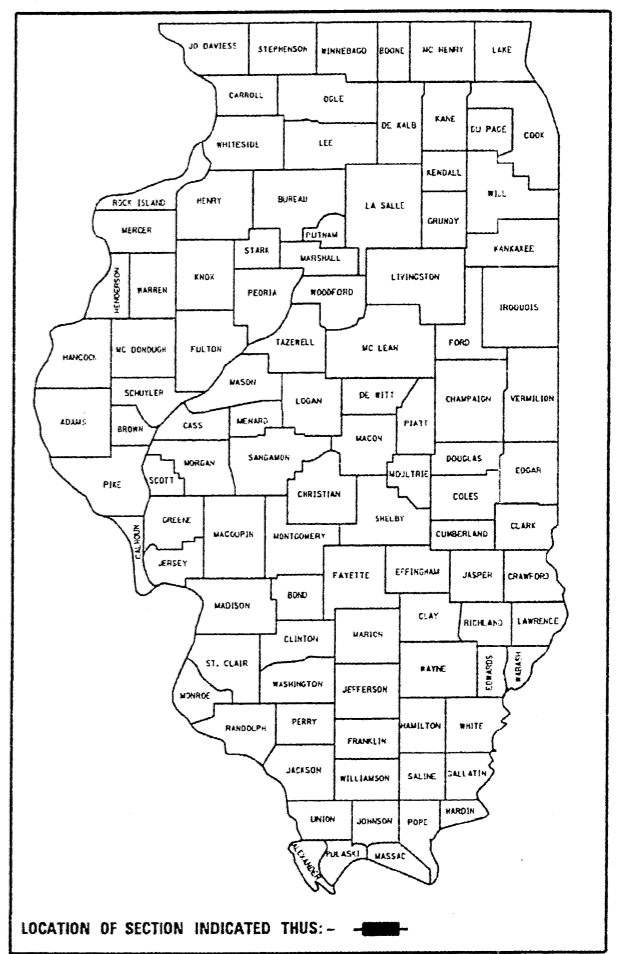 JO DAVIESS
STEPHENSON
WINNEBAGO
BOONE
MC HENRY
LAKE
CARROLL
OGLE
DE KALB
KANE
DU PAGE
COOK
WHITESIDE
LEE
KENDALL
WILL
ROCK ISLAND
HENRY
BUREAU
LA SALLE
GRUNDY
MERCER
PUTNAM
STARK
MARSHALL
KANKAKEE
HENDERSON
WARREN
KNOX
PEORIA
WOODFORD
LIVINGSTON
IROQUOIS
HANCOCK
MC DONOUGH
FULTON
TAZEWELL
MC LEAN
FORD
SCHUYLER
MASON
LOGAN
DE WITT
CHAMPAIGN
VERMILION
ADAMS
BROWN
CASS
MENARD
MACON
PIATT
PIKE
SCOTT
MORGAN
SANGAMON
CHRISTIAN
MOULTRIE
DOUGLAS
EDGAR
COLES
CALHOUN
GREENE
MACOUPIN
MONTGOMERY
SHELBY
CUMBERLAND
CLARK
JERSEY
FAYETTE
EFFINGHAM
JASPER
CRAWFORD
MADISON
BOND
CLAY
RICHLAND
LAWRENCE
CLINTON
MARION
ST. CLAIR
WAYNE
EDWARDS
WABASH
MONROE
WASHINGTON
JEFFERSON
RANDOLPH
PERRY
HAMILTON
WHITE
FRANKLIN
JACKSON
WILLIAMSON
SALINE
GALLATIN
UNION
JOHNSON
POPE
HARDIN
ALEXANDER
PULASKI
MASSAC
LOCATION OF SECTION INDICATED THUS: -